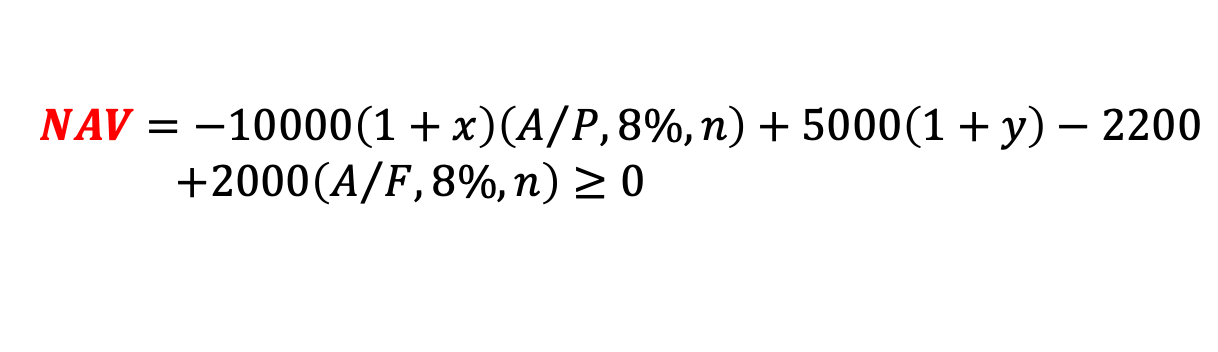 NAV = −10000(1 + x)(A/P, 8%, n) + 5000(1 + y) − 2200
+2000(A/F, 8%, n) ≥ 0